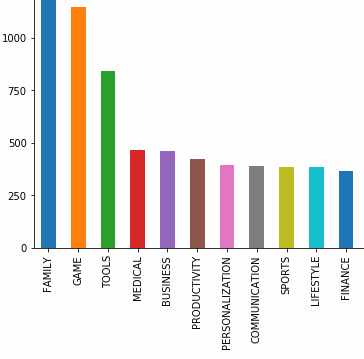 1000
750
500
250
0
FAMILY
GAME
TOOLS
MEDICAL
BUSINESS
PRODUCTIVITY
PERSONALIZATION
COMMUNICATION
SPORTS
LIFESTYLE
FINANCE